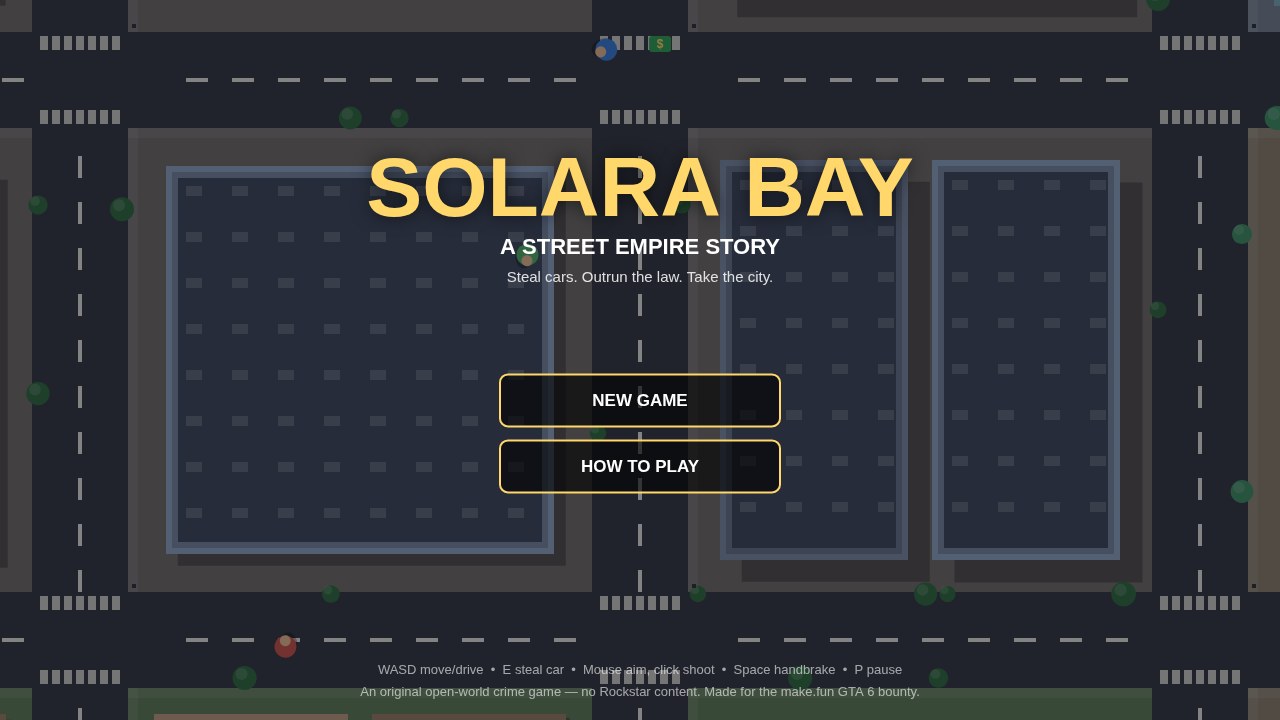 $
SOLARA BAY
A STREET EMPIRE STORY
Steal cars. Outrun the law. Take the city.
NEW GAME
HOW TO PLAY
WASD move/drive • E steal car • Mouse aim, click shoot • Space handbrake • P pause
An original open-world crime game — no Rockstar content. Made for the make.fun GTA 6 bounty.